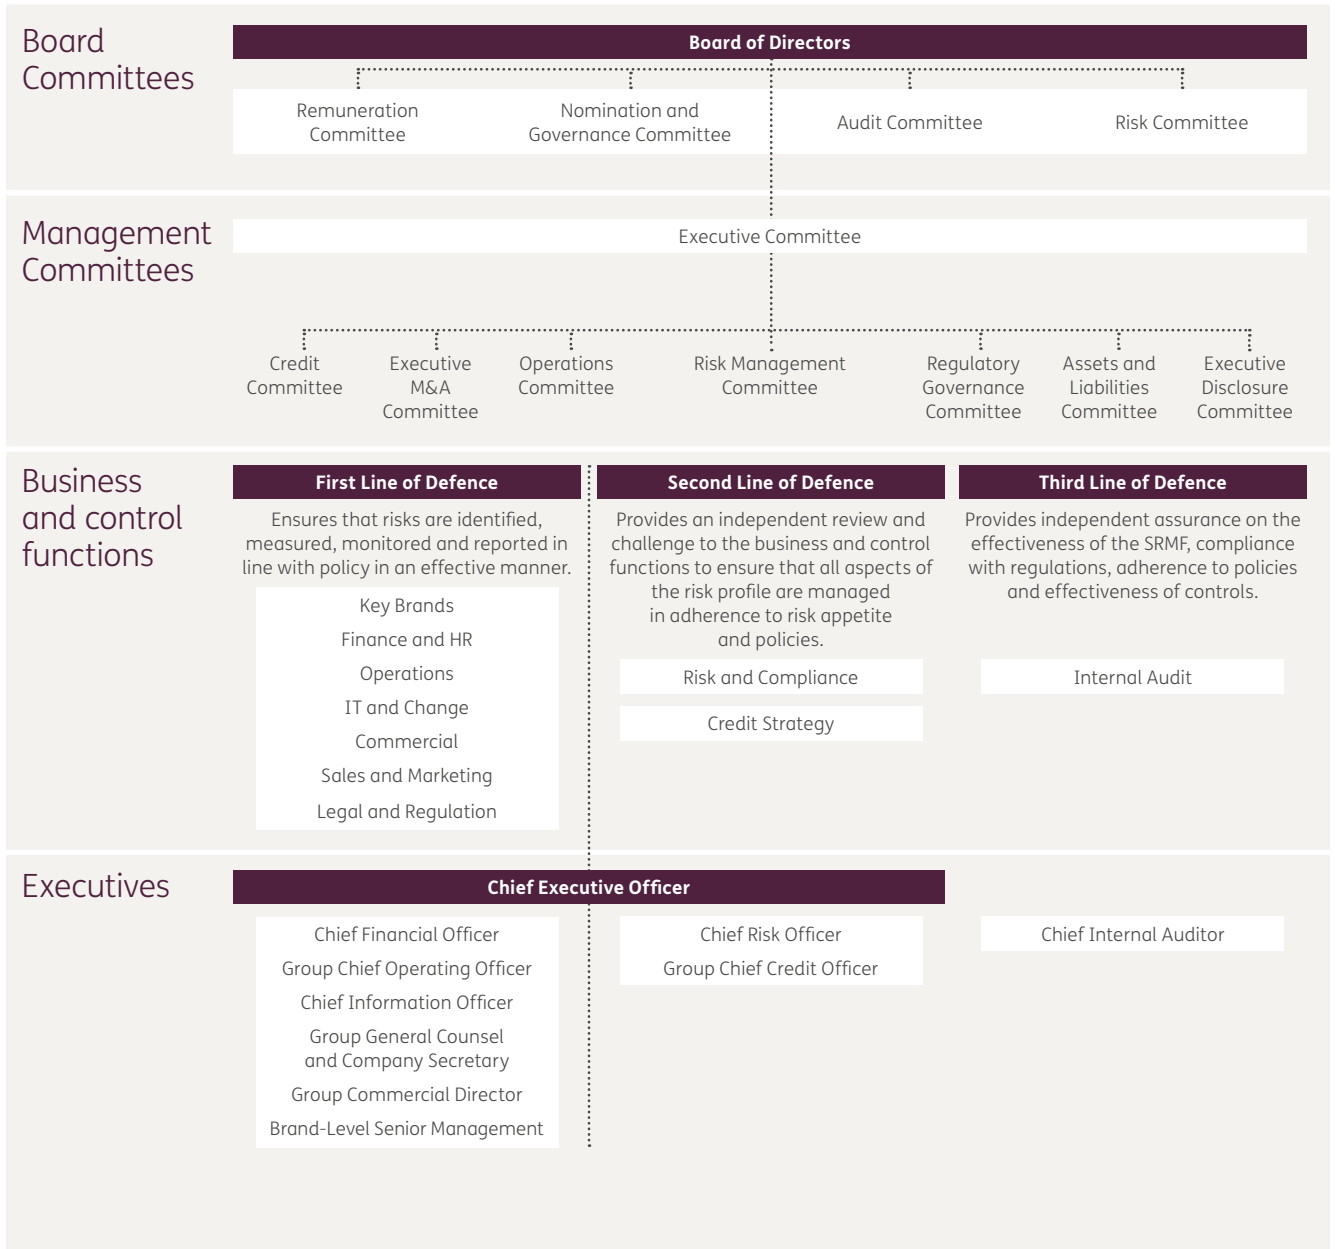 Board
Committees
Board of Directors
Remuneration
Committee
Nomination and
Governance Committee
Audit Committee
Risk Committee
Management
Committees
Executive Committee
Credit
Committee
Executive
M&A
Committee
Operations
Committee
Risk Management
Committee
Regulatory
Governance
Committee
Assets and
Liabilities
Committee
Executive
Disclosure
Committee
Business
and control
functions
First Line of Defence
Ensures that risks are identified,
measured, monitored and reported in
line with policy in an effective manner.
Key Brands
Finance and HR
Operations
IT and Change
Commercial
Sales and Marketing
Legal and Regulation
Second Line of Defence
Provides an independent review and
challenge to the business and control
functions to ensure that all aspects of
the risk profile are managed
in adherence to risk appetite
and policies.
Risk and Compliance
Credit Strategy
Third Line of Defence
Provides independent assurance on the
effectiveness of the SRMF, compliance
with regulations, adherence to policies
and effectiveness of controls.
Internal Audit
Executives
Chief Executive Officer
Chief Financial Officer
Group Chief Operating Officer
Chief Information Officer
Group General Counsel
and Company Secretary
Group Commercial Director
Brand-Level Senior Management
Chief Risk Officer
Group Chief Credit Officer
Chief Internal Auditor